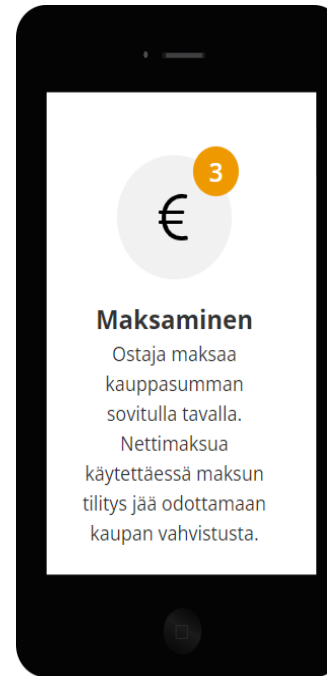 3
€
Maksaminen
Ostaja maksaa
kauppasumman
sovitulla tavalla.
Nettimaksua
käytettäessä maksun
tilitys jää odottamaan
kaupan vahvistusta.